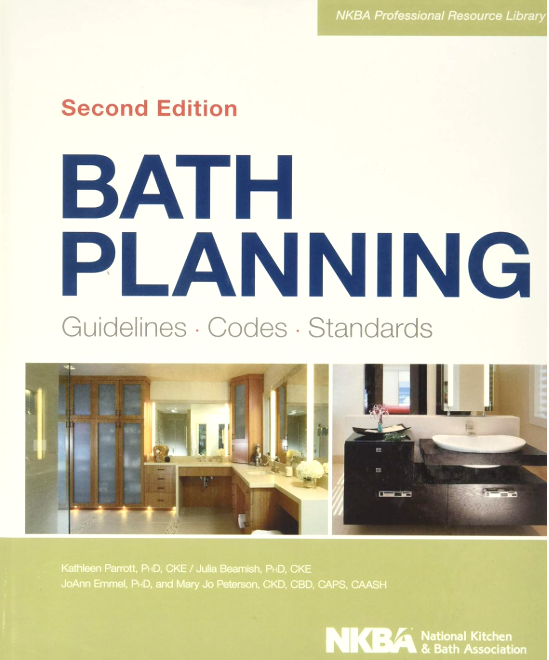 NKBA Professional Resource Library
Second Edition
BATH
PLANNING
Guidelines · Codes · Standards
Kathleen Parrott, PhD, CKE / Julia Beamish, PhD, CKE
JoAnn Emmel, PhD, and Mary Jo Peterson, CKD, CBD, CAPS, CAASH
NKBA
National Kitchen
& Bath Association